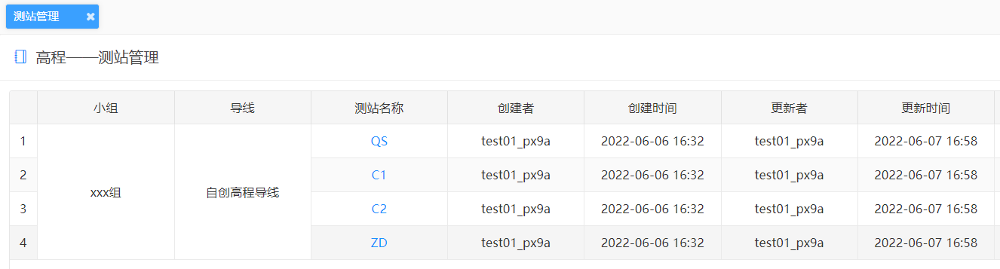 测站管理
高程——测站管理
小组 导线 测站名称 创建者 创建时间 更新者 更新时间
1 QS test01_px9a 2022-06-06 16:32 test01_px9a 2022-06-07 16:58
2 C1 test01_px9a 2022-06-06 16:32 test01_px9a 2022-06-07 16:58
xxx组 自创高程导线
3 C2 test01_px9a 2022-06-06 16:32 test01_px9a 2022-06-07 16:58
4 ZD test01_px9a 2022-06-06 16:32 test01_px9a 2022-06-07 16:58